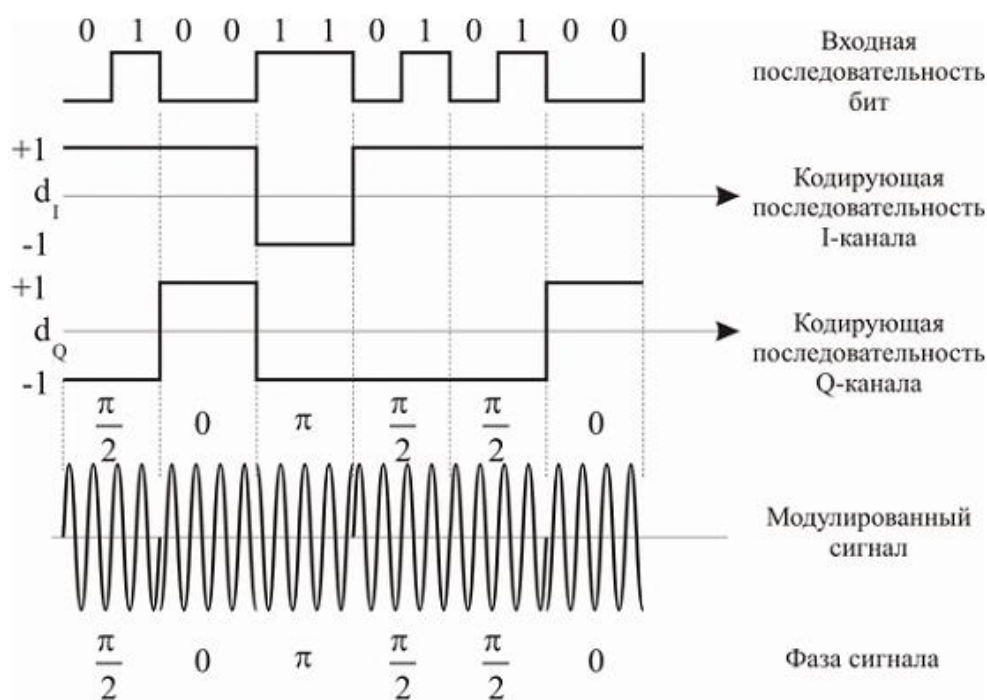 0 1 0 0 1 1 0 1 0 1 0 0
Входная
последовательность
бит
+1
d
I
-1
Кодирующая
последовательность
I-канала
+1
d
Q
-1
Кодирующая
последовательность
Q-канала
π/2 0 π π/2 π/2 0
Модулированный
сигнал
π/2 0 π π/2 π/2 0
Фаза сигнала